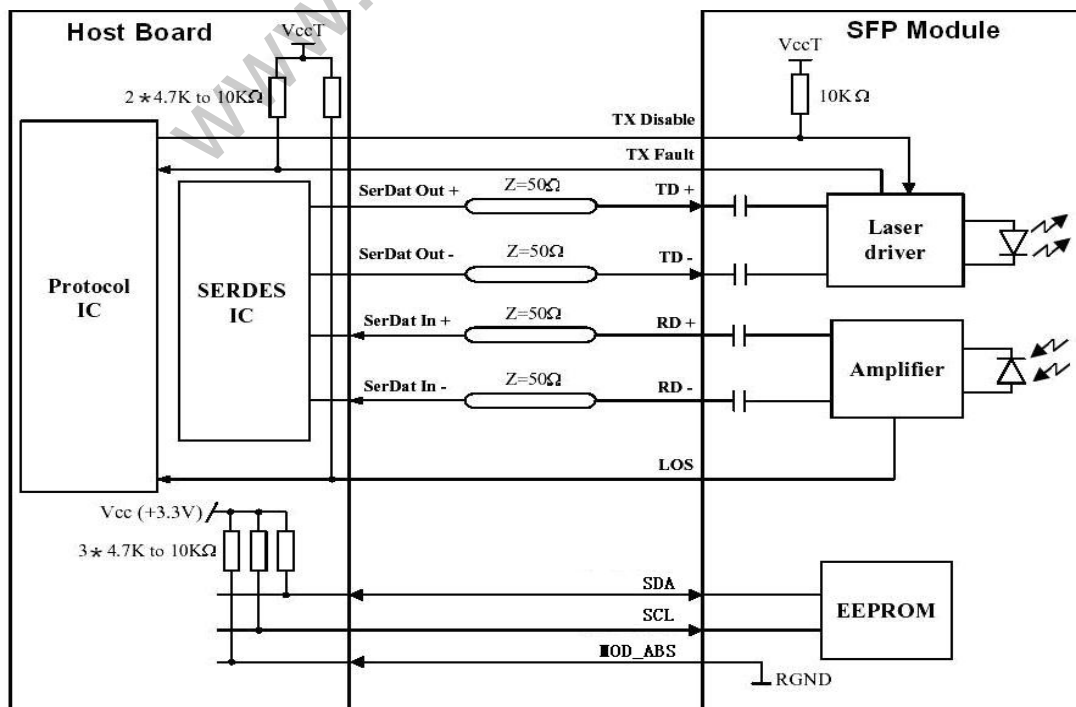 www.
Host Board
VccT
2*4.7K to 10KΩ
Protocol
IC
SERDES
IC
SFP Module
VccT
10KΩ
TX Disable
TX Fault
SerDat Out +
Z=50Ω
TD +
SerDat Out -
Z=50Ω
TD -
SerDat In +
Z=50Ω
RD +
SerDat In -
Z=50Ω
RD -
LOS
Laser
driver
Amplifier
Vcc (+3.3V)
3*4.7K to 10KΩ
SDA
SCL
MOD_ABS
RGND
EEPROM